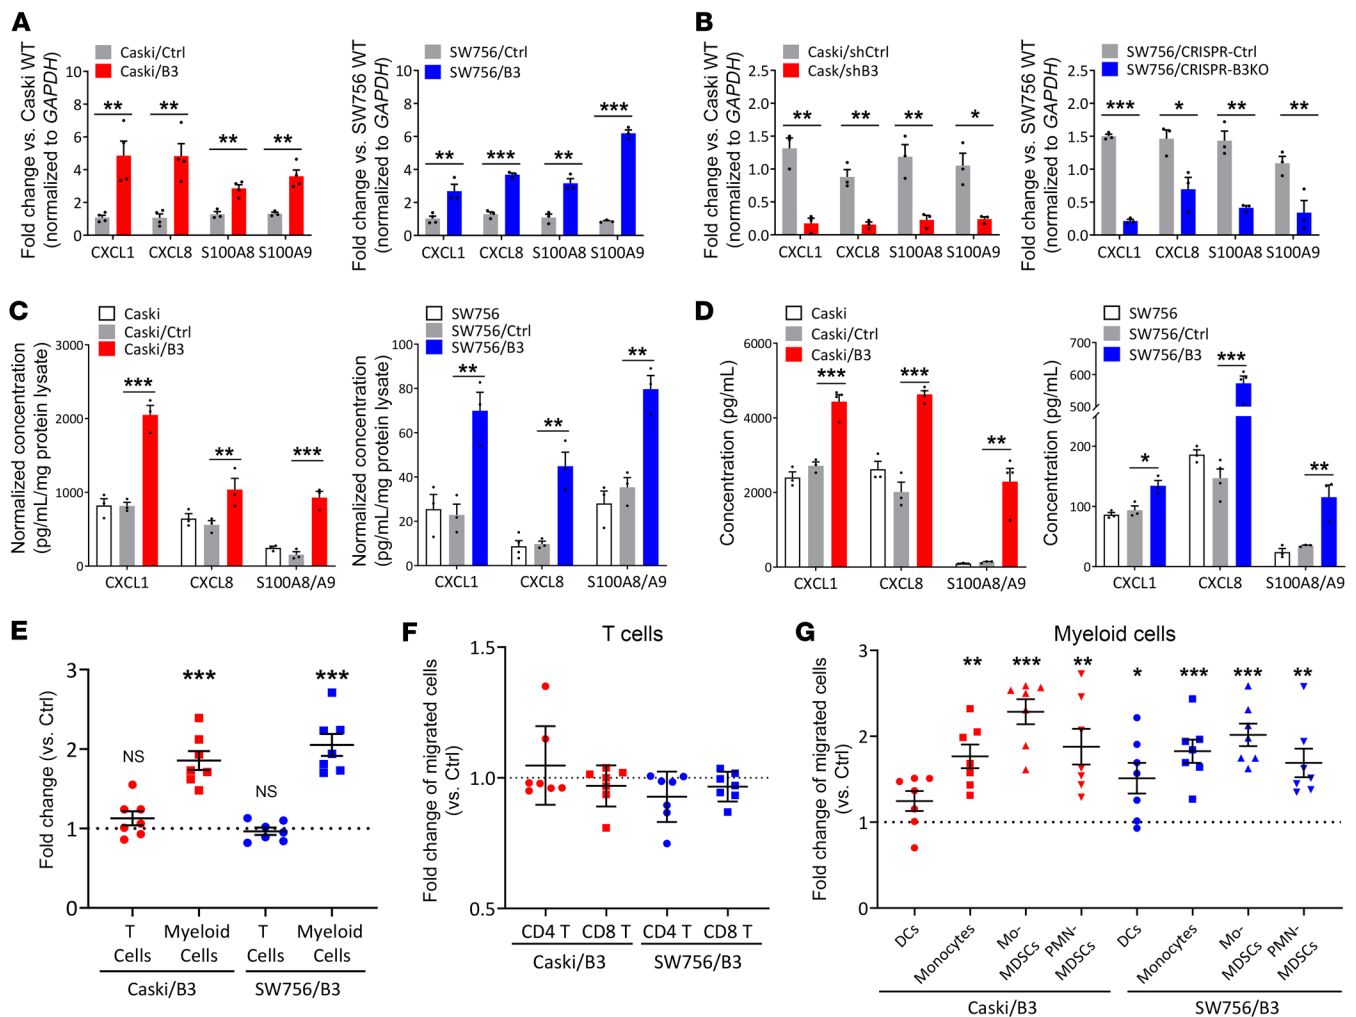 A
Fold change vs. Caski WT
(normalized to GAPDH)
Caski/Ctrl
Caski/B3
10
8
6
4
2
0
** ** ** **
CXCL1 CXCL8 S100A8 S100A9
Fold change vs. SW756 WT
(normalized to GAPDH)
SW756/Ctrl
SW756/B3
10
8
6
4
2
0
** *** ** ***
CXCL1 CXCL8 S100A8 S100A9
B
Fold change vs. Caski WT
(normalized to GAPDH)
Caski/shCtrl
Cask/shB3
2.5
2.0
1.5
1.0
0.5
0.0
** ** ** *
CXCL1 CXCL8 S100A8 S100A9
Fold change vs. SW756 WT
(normalized to GAPDH)
SW756/CRISPR-Ctrl
SW756/CRISPR-B3KO
2.5
2.0
1.5
1.0
0.5
0.0
*** * ** **
CXCL1 CXCL8 S100A8 S100A9
C
Normalized concentration
(pg/mL/mg protein lysate)
Caski
Caski/Ctrl
Caski/B3
3000
2000
1000
0
*** ** ***
CXCL1 CXCL8 S100A8/A9
Normalized concentration
(pg/mL/mg protein lysate)
SW756
SW756/Ctrl
SW756/B3
100
80
60
40
20
0
** ** **
CXCL1 CXCL8 S100A8/A9
D
Concentration (pg/mL)
Caski
Caski/Ctrl
Caski/B3
6000
4000
2000
0
*** *** **
CXCL1 CXCL8 S100A8/A9
Concentration (pg/mL)
SW756
SW756/Ctrl
SW756/B3
700
600
500
200
100
0
* *** **
CXCL1 CXCL8 S100A8/A9
E
Fold change (vs. Ctrl)
3
2
1
0
NS *** NS ***
T Myeloid T Myeloid
Cells Cells Cells Cells
Caski/B3 SW756/B3
F
T cells
Fold change of migrated cells
(vs. Ctrl)
1.5
1.0
0.5
CD4 T CD8 T CD4 T CD8 T
Caski/B3 SW756/B3
G
Myeloid cells
Fold change of migrated cells
(vs. Ctrl)
3
2
1
0
** *** ** * *** *** **
DCs
Monocytes
Mo-
MDSCs
PMN-
MDSCs
DCs
Monocytes
Mo-
MDSCs
PMN-
MDSCs
Caski/B3 SW756/B3